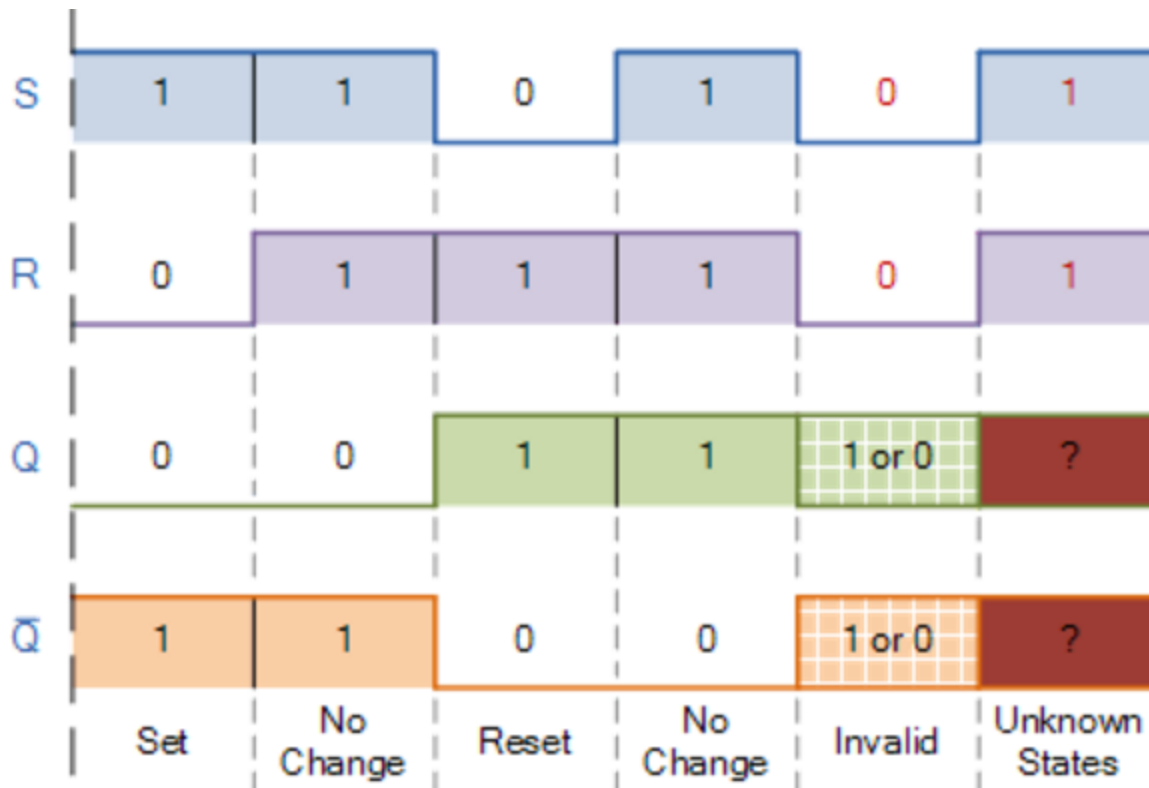 S 1 1 0 1 0 1
R 0 1 1 1 0 1
Q 0 0 1 1 1 or 0 ?
Q̅ 1 1 0 0 1 or 0 ?
Set No Change Reset No Change Invalid Unknown States